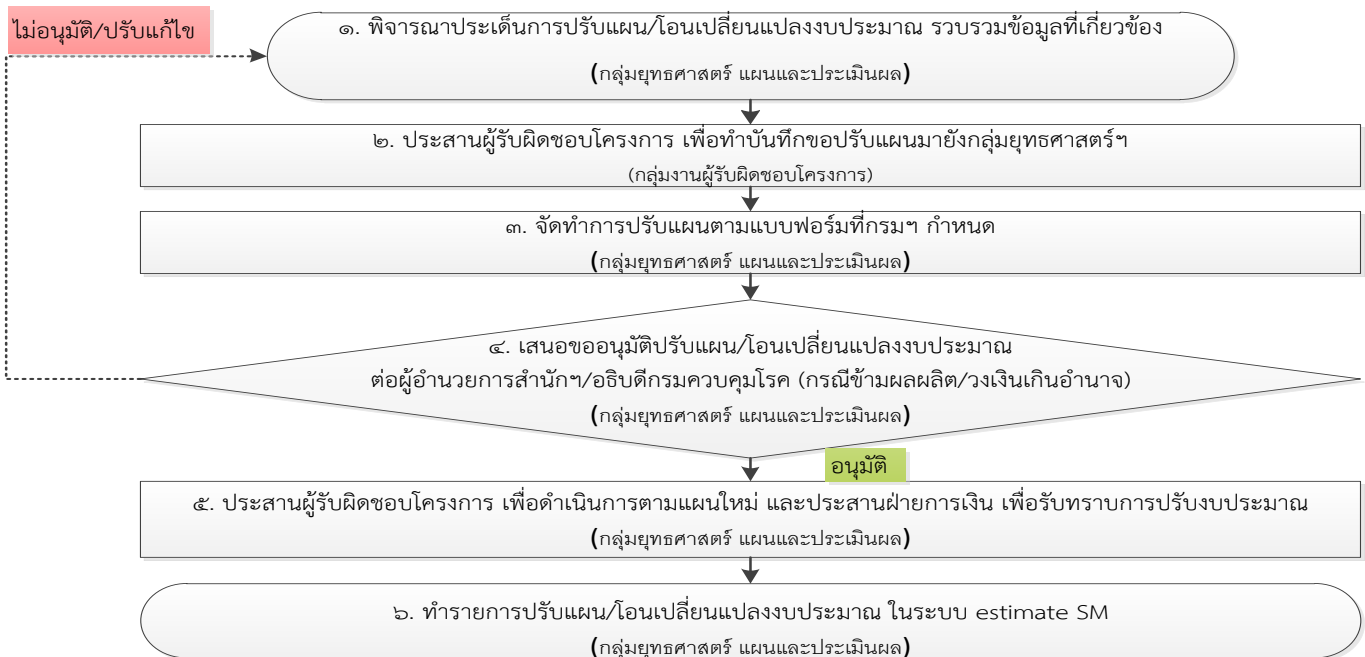 ไม่อนุมัติ/ปรับแก้ไข
๑. พิจารณาประเด็นการปรับแผน/โอนเปลี่ยนแปลงงบประมาณ รวบรวมข้อมูลที่เกี่ยวข้อง
(กลุ่มยุทธศาสตร์ แผนและประเมินผล)
๒. ประสานผู้รับผิดชอบโครงการ เพื่อทำบันทึกขอปรับแผนมายังกลุ่มยุทธศาสตร์ฯ
(กลุ่มงานผู้รับผิดชอบโครงการ)
๓. จัดทำการปรับแผนตามแบบฟอร์มที่กรมฯ กำหนด
(กลุ่มยุทธศาสตร์ แผนและประเมินผล)
๔. เสนอขออนุมัติปรับแผน/โอนเปลี่ยนแปลงงบประมาณ
ต่อผู้อำนวยการสำนักฯ/อธิบดีกรมควบคุมโรค (กรณีข้ามผลผลิต/วงเงินเกินอำนาจ)
(กลุ่มยุทธศาสตร์ แผนและประเมินผล)
อนุมัติ
๕. ประสานผู้รับผิดชอบโครงการ เพื่อดำเนินการตามแผนใหม่ และประสานฝ่ายการเงิน เพื่อรับทราบการปรับงบประมาณ
(กลุ่มยุทธศาสตร์ แผนและประเมินผล)
๖. ทำรายการปรับแผน/โอนเปลี่ยนแปลงงบประมาณ ในระบบ estimate SM
(กลุ่มยุทธศาสตร์ แผนและประเมินผล)